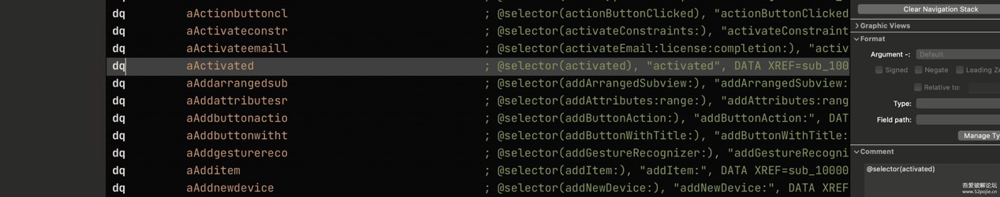 dq aActionbuttoncl ; @selector(actionButtonClicked), "actionButtonClicked
dq aActivateconstr ; @selector(activateConstraints:), "activateConstraint
dq aActivateemaill ; @selector(activateEmail:license:completion:), "activ
dq aActivated ; @selector(activated), "activated", DATA XREF=sub_100
dq aAddarrangedsub ; @selector(addArrangedSubview:), "addArrangedSubview:
dq aAddattributesr ; @selector(addAttributes:range:), "addAttributes:rang
dq aAddbuttonactio ; @selector(addButtonAction:), "addButtonAction:", DAT
dq aAddbuttonwitht ; @selector(addButtonWithTitle:), "addButtonWithTitle:
dq aAddgesturereco ; @selector(addGestureRecognizer:), "addGestureRecogni
dq aAdditem ; @selector(addItem:), "addItem:", DATA XREF=sub_10000
dq aAddnewdevice ; @selector(addNewDevice:), "addNewDevice:", DATA XREF
Clear Navigation Stack
Graphic Views
Format
Argument -: Default
Signed Negate Leading Ze
Relative to:
Type:
Field path:
Manage Ty
Comment
@selector(activated)
吾爱破解论坛
www.52pojie.cn